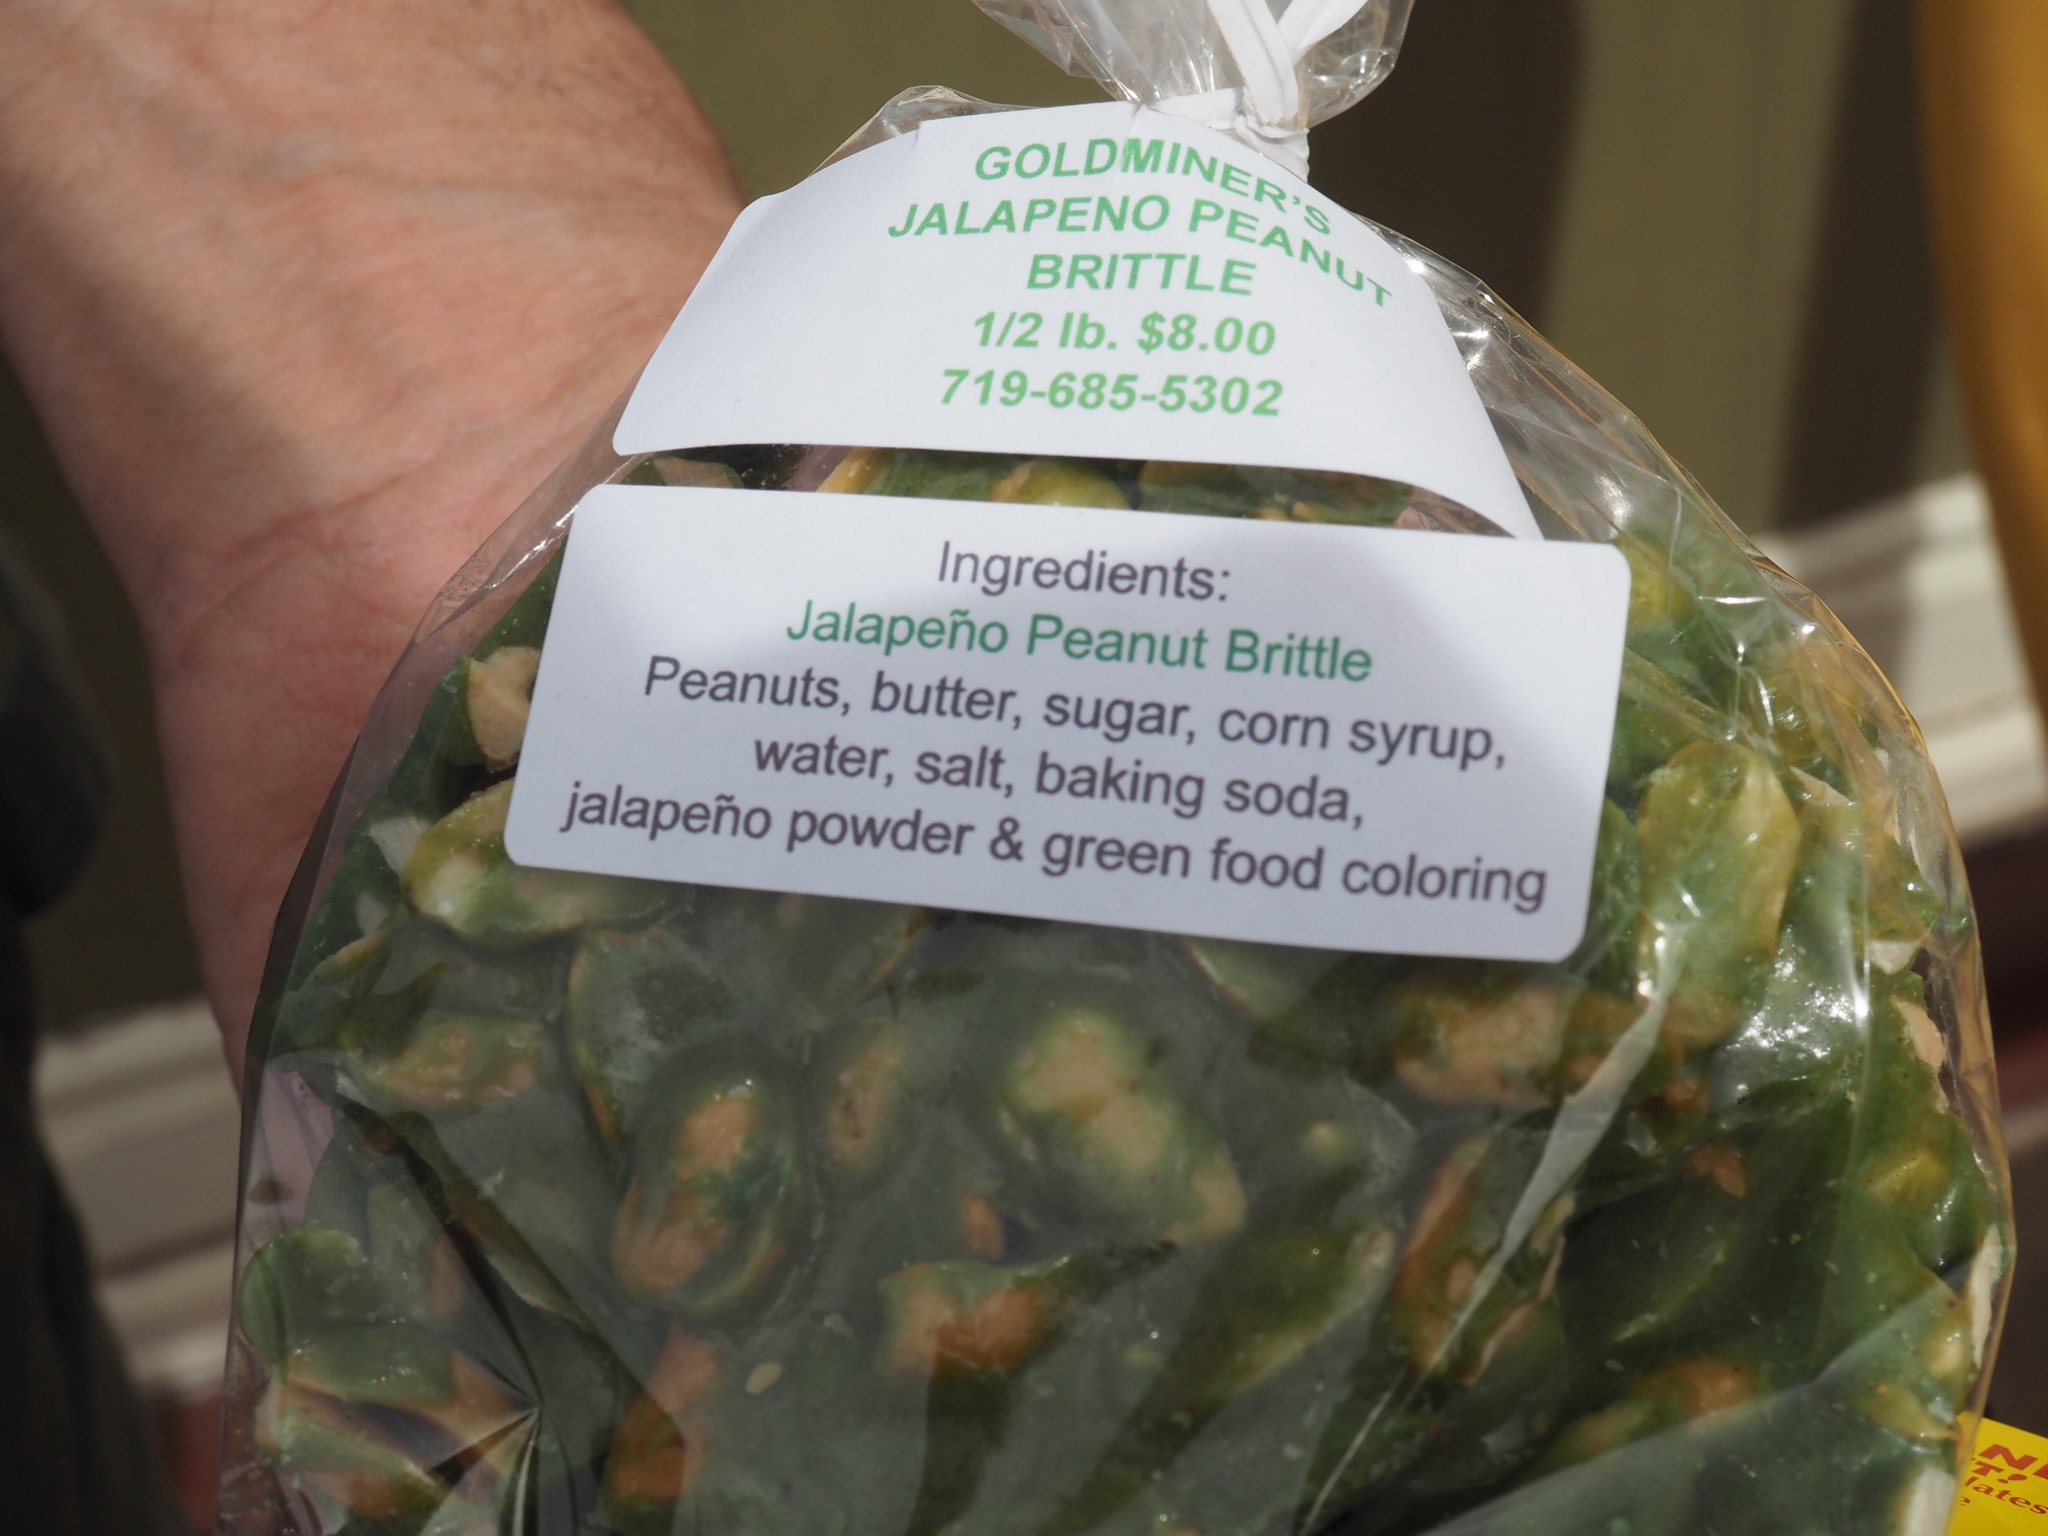 GOLDMINER'S
JALAPENO PEANUT
BRITTLE
1/2 lb. $8.00
719-685-5302
Ingredients:
Jalapeño Peanut Brittle
Peanuts, butter, sugar, corn syrup,
water, salt, baking soda,
jalapeño powder & green food coloring